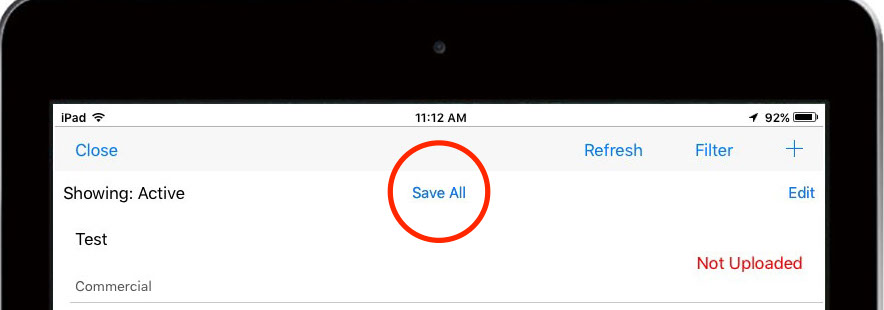 iPad 11:12 AM 92%
Close Refresh Filter +
Showing: Active Save All Edit
Test
Not Uploaded
Commercial